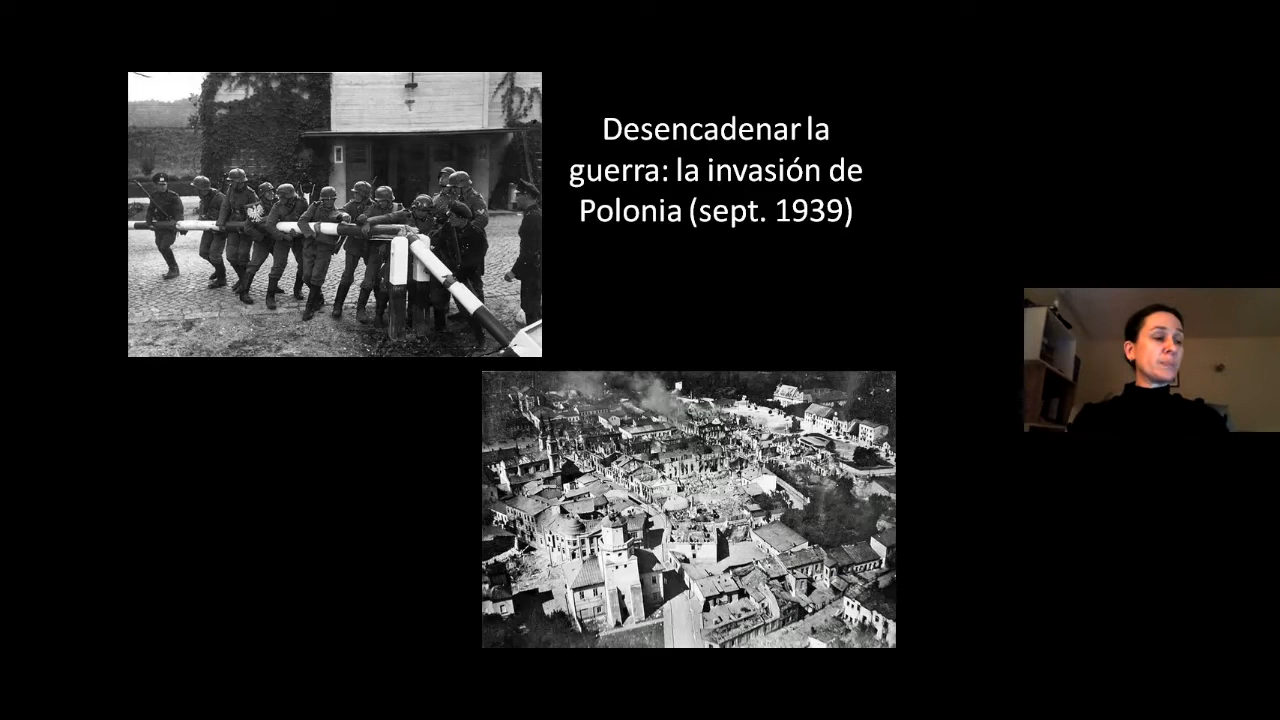 Desencadenar la
guerra: la invasión de
Polonia (sept. 1939)